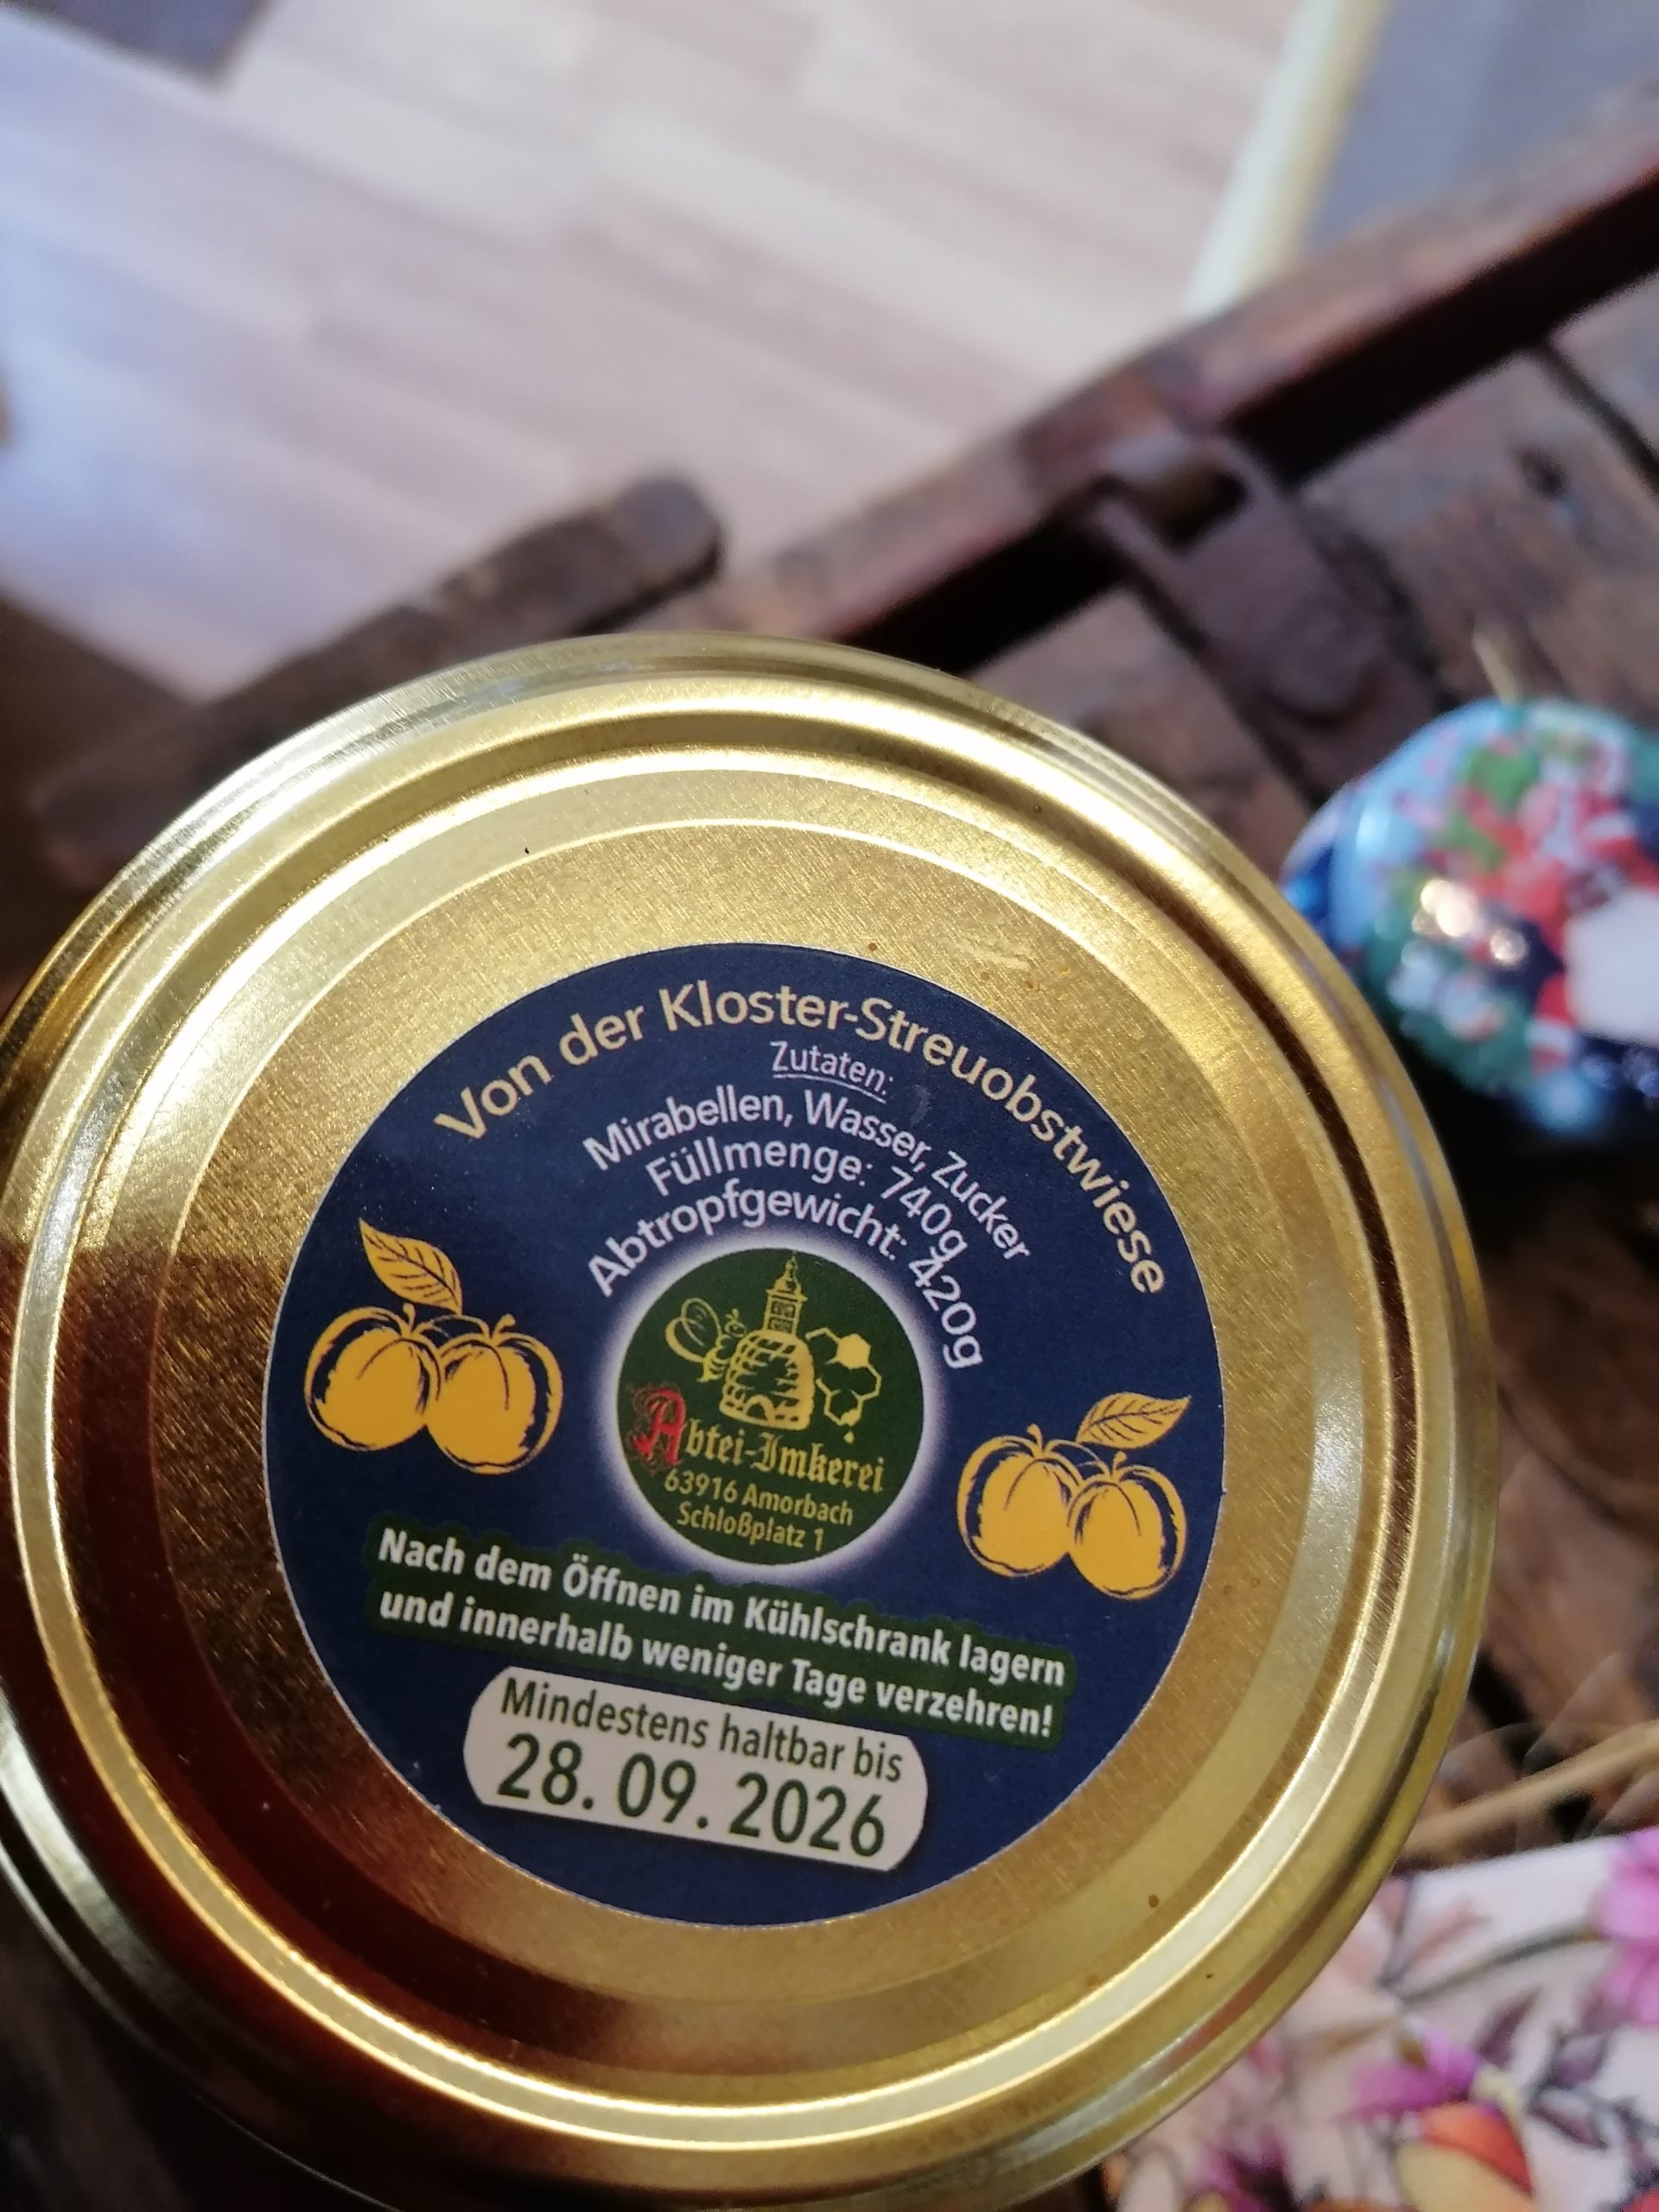 Von der Kloster-Streuobstwiese
Zutaten:
Mirabellen, Wasser, Zucker
Füllmenge: 740g
Abtropfgewicht: 420g
Abtei-Imkerei
63916 Amorbach
Schloßplatz 1
Nach dem Öffnen im Kühlschrank lagern
und innerhalb weniger Tage verzehren!
Mindestens haltbar bis
28. 09. 2026